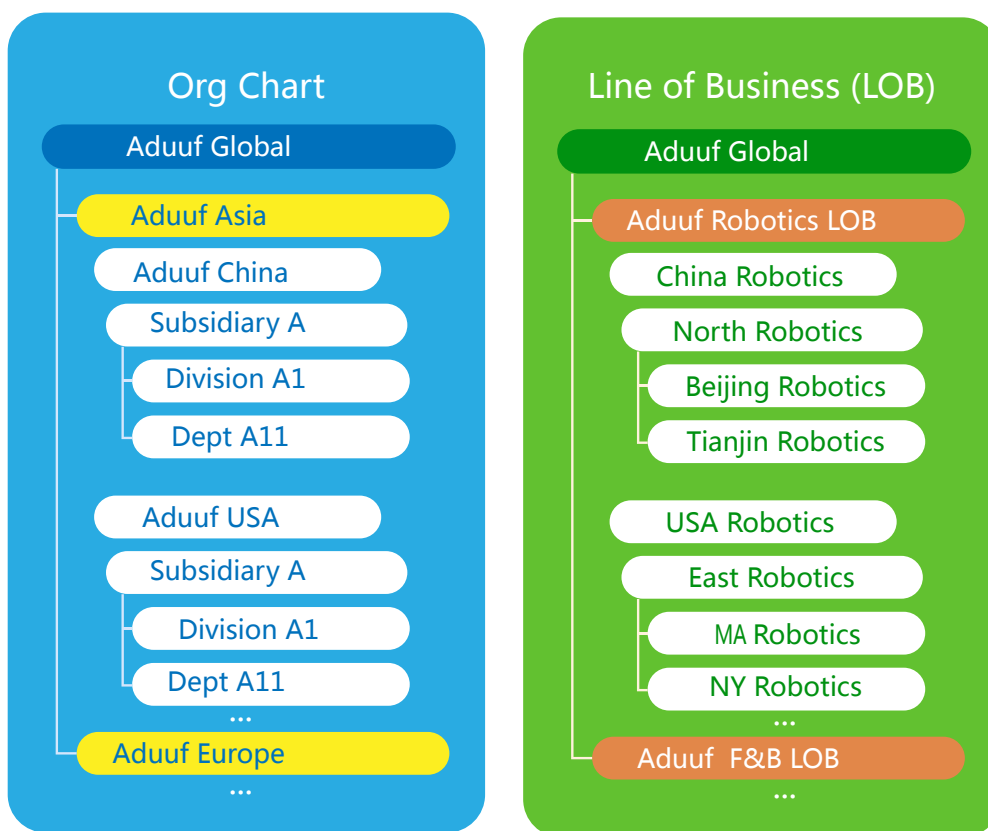 Org Chart
Aduuf Global
Aduuf Asia
Aduuf China
Subsidiary A
Division A1
Dept A11
Aduuf USA
Subsidiary A
Division A1
Dept A11
...
Aduuf Europe
...
Line of Business (LOB)
Aduuf Global
Aduuf Robotics LOB
China Robotics
North Robotics
Beijing Robotics
Tianjin Robotics
USA Robotics
East Robotics
MA Robotics
NY Robotics
...
Aduuf F&B LOB
...